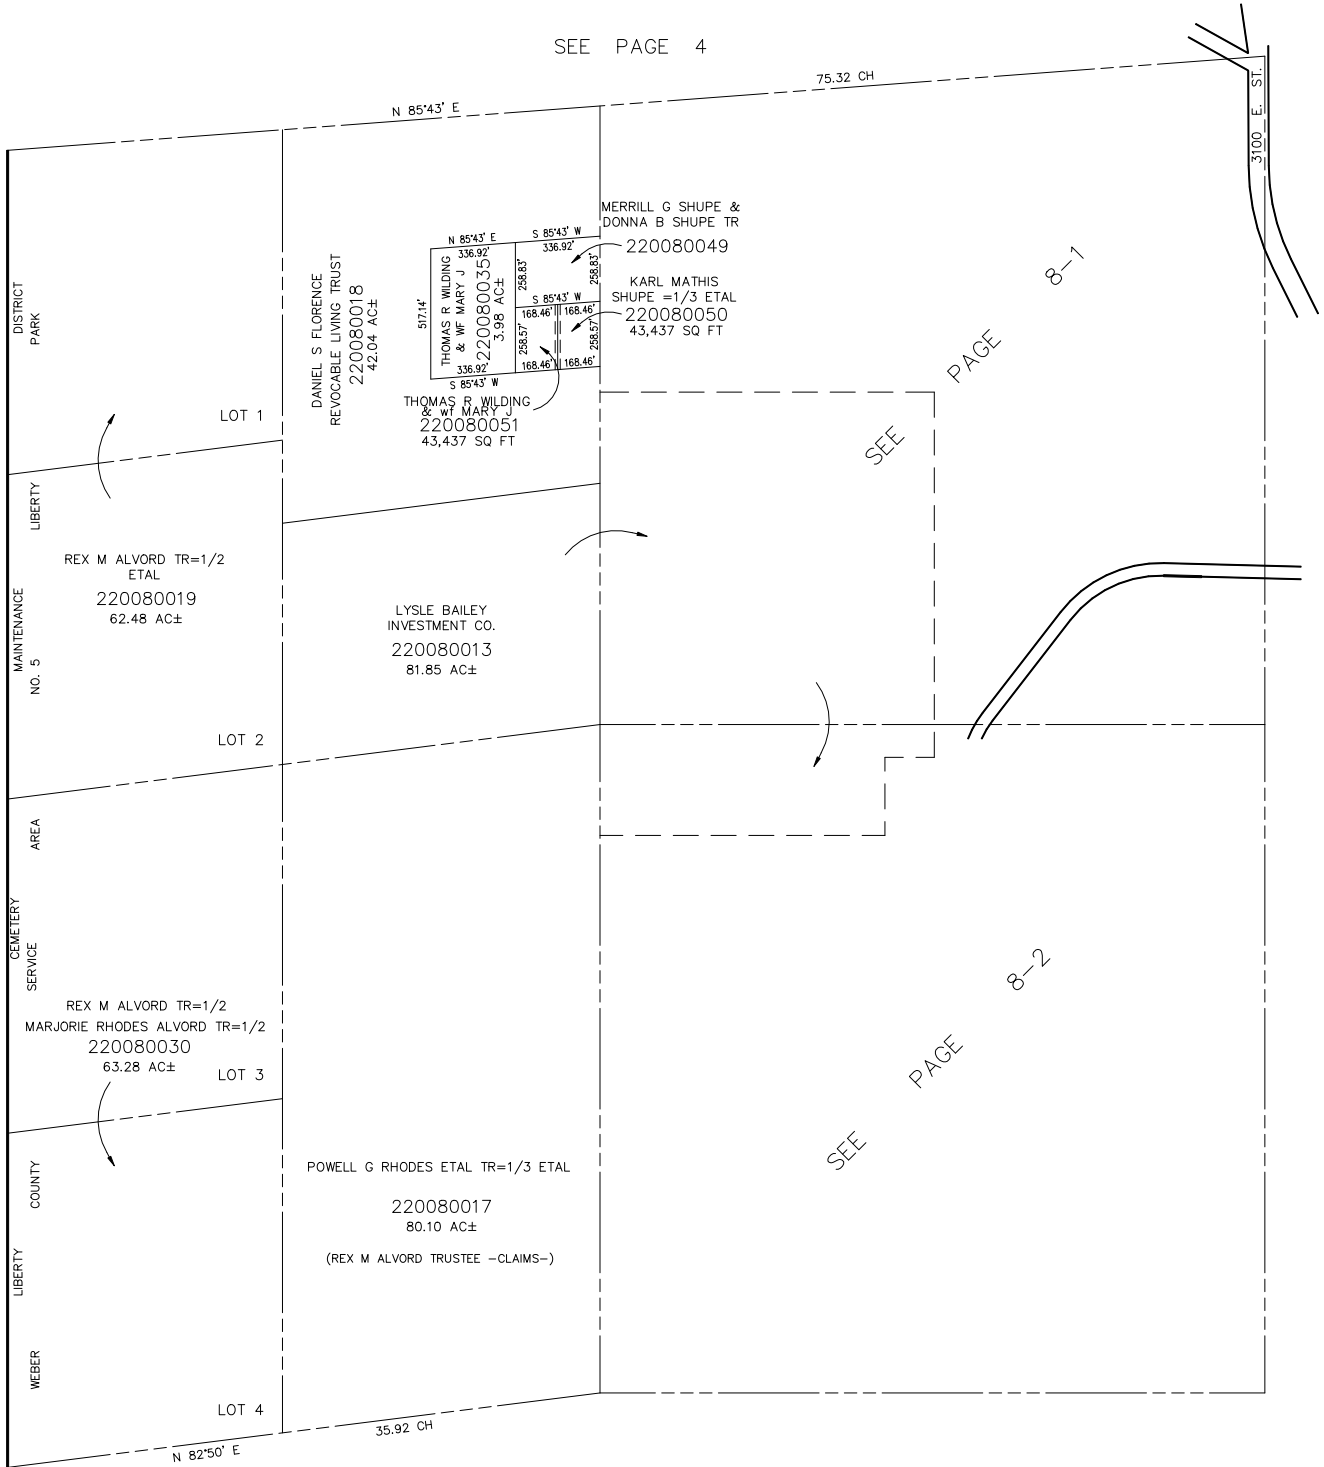 SEE PAGE 4
75.32 CH
N 85°43' E
3100 E. ST.
MERRILL G SHUPE &
DONNA B SHUPE TR
220080049
N 85°43' E
336.92'
S 85°43' W
336.92'
258.83'
258.83'
KARL MATHIS
SHUPE =1/3 ETAL
220080050
43,437 SQ FT
S 85°43' W
168.46'
168.46'
258.57'
258.57'
168.46'
168.46'
517.14'
THOMAS R WILDING
& WF MARY J
220080035
3.98 AC±
336.92'
S 85°43' W
THOMAS R WILDING
& wf MARY J
220080051
43,437 SQ FT
DANIEL S FLORENCE
REVOCABLE LIVING TRUST
220080018
42.04 AC±
SEE PAGE 8-1
DISTRICT
PARK
LOT 1
LIBERTY
REX M ALVORD TR=1/2
ETAL
220080019
62.48 AC±
MAINTENANCE
NO. 5
LYSLE BAILEY
INVESTMENT CO.
220080013
81.85 AC±
LOT 2
AREA
CEMETERY
SERVICE
REX M ALVORD TR=1/2
MARJORIE RHODES ALVORD TR=1/2
220080030
63.28 AC±
LOT 3
SEE PAGE 8-2
COUNTY
POWELL G RHODES ETAL TR=1/3 ETAL
220080017
80.10 AC±
(REX M ALVORD TRUSTEE -CLAIMS-)
LIBERTY
WEBER
LOT 4
35.92 CH
N 82°50' E